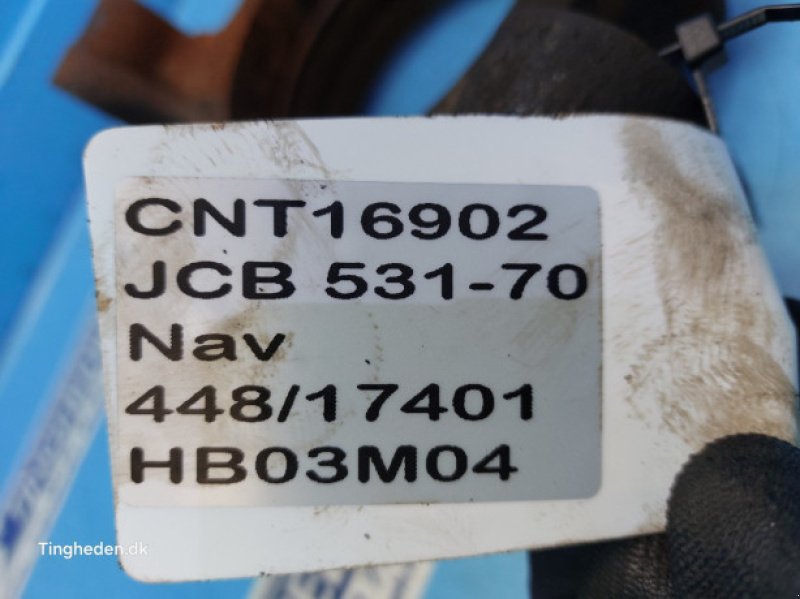 CNT16902
JCB 531-70
Nav
448/17401
HB03M04
Tingheden.dk